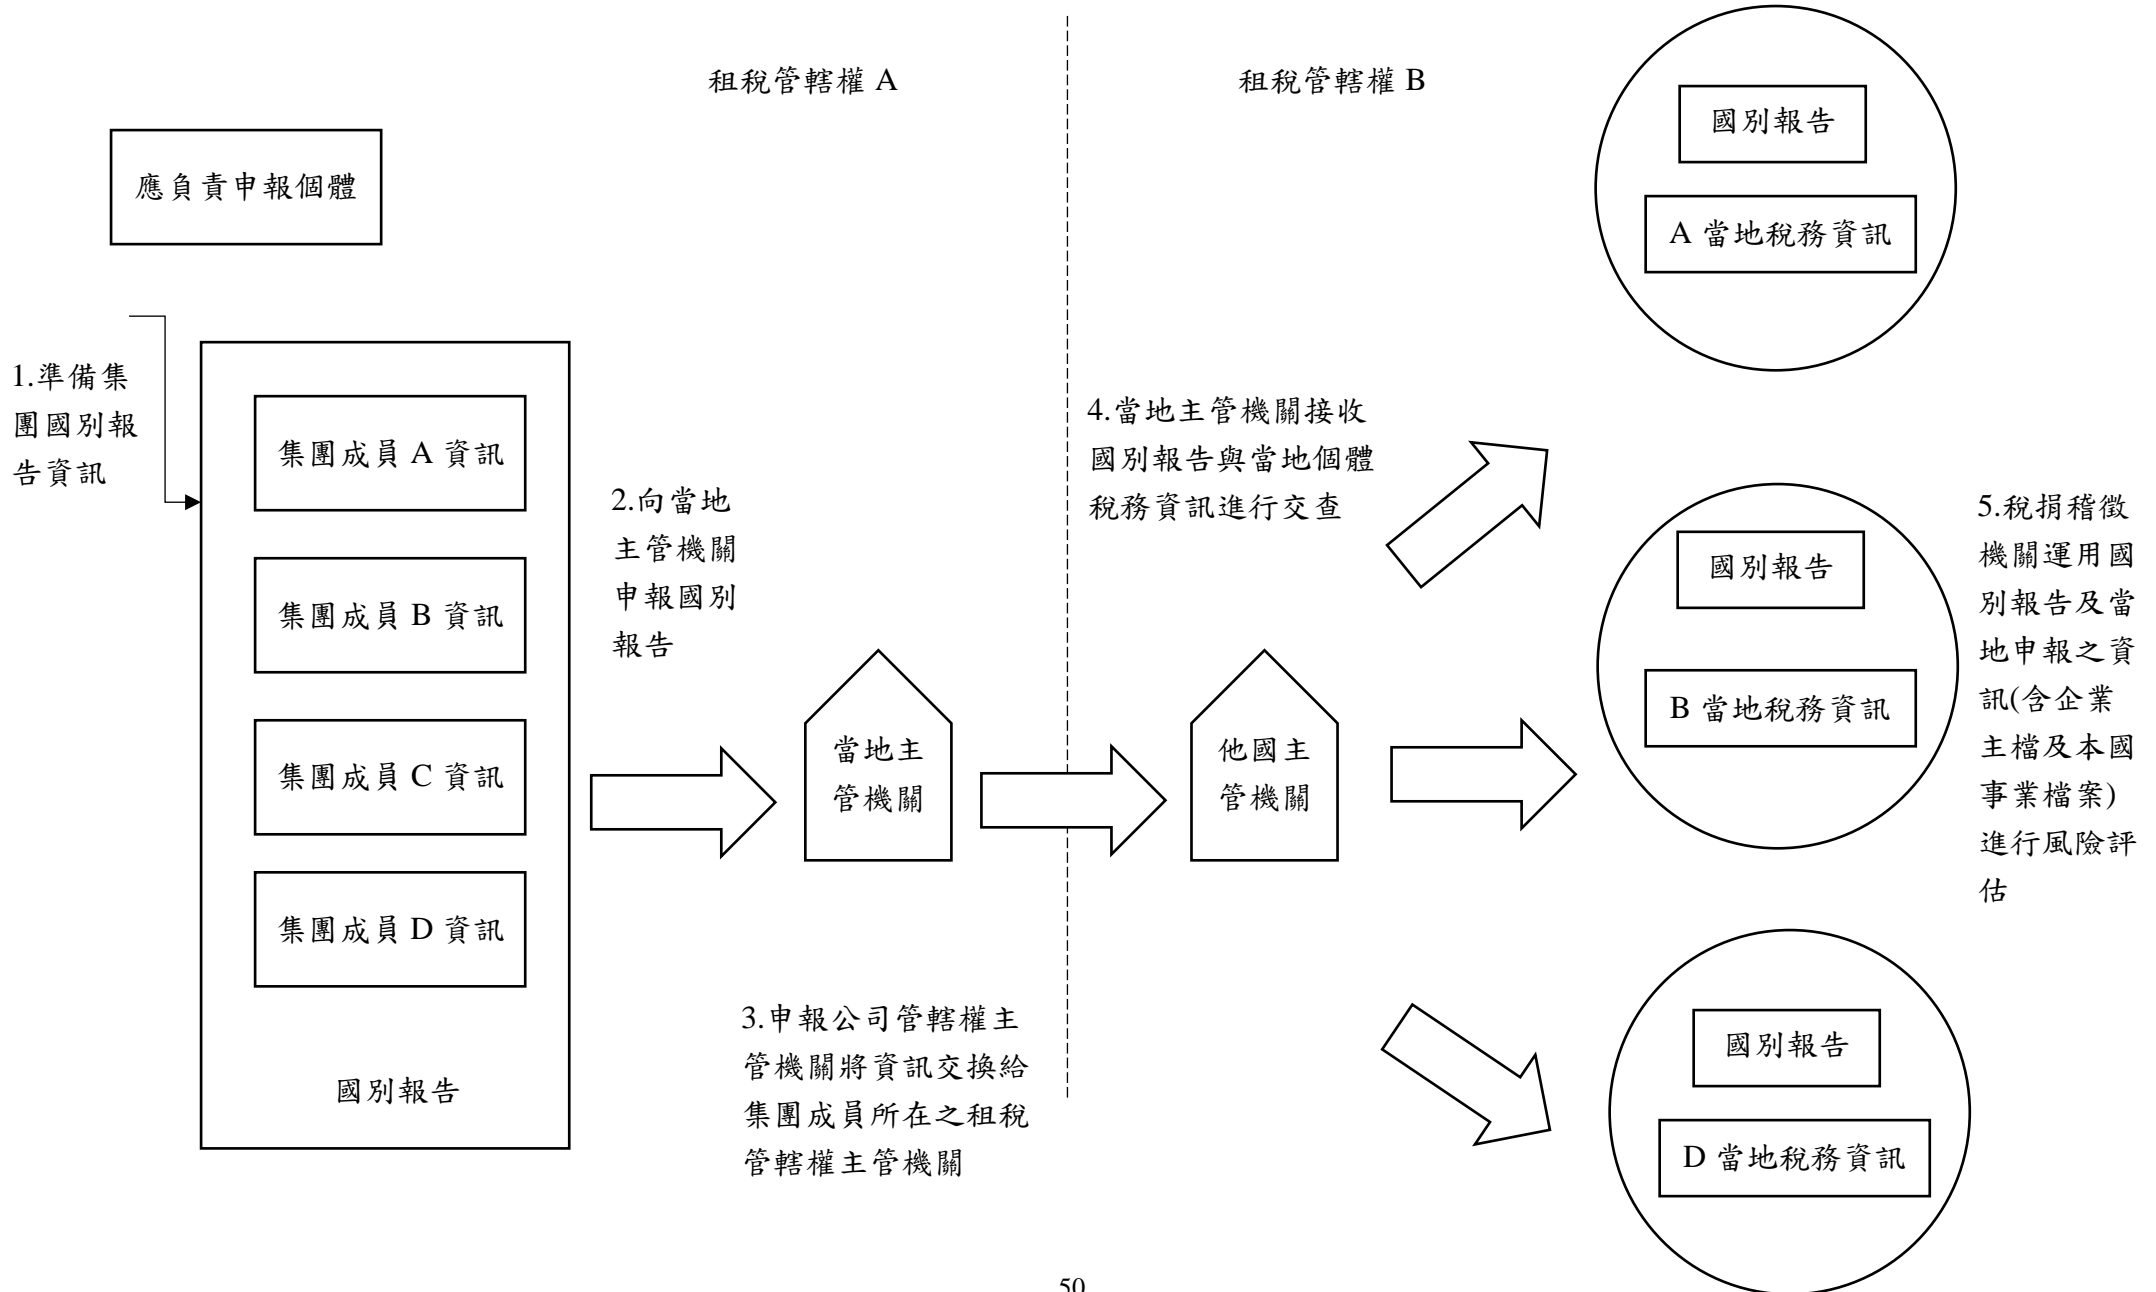 租稅管轄權 A
租稅管轄權 B
應負責申報個體
1.準備集
團國別報
告資訊
集團成員 A 資訊
集團成員 B 資訊
集團成員 C 資訊
集團成員 D 資訊
國別報告
2.向當地
主管機關
申報國別
報告
當地主
管機關
3.申報公司管轄權主
管機關將資訊交換給
集團成員所在之租稅
管轄權主管機關
他國主
管機關
4.當地主管機關接收
國別報告與當地個體
稅務資訊進行交查
國別報告
A 當地稅務資訊
國別報告
B 當地稅務資訊
國別報告
D 當地稅務資訊
5.稅捐稽徵
機關運用國
別報告及當
地申報之資
訊(含企業
主檔及本國
事業檔案)
進行風險評
估
50